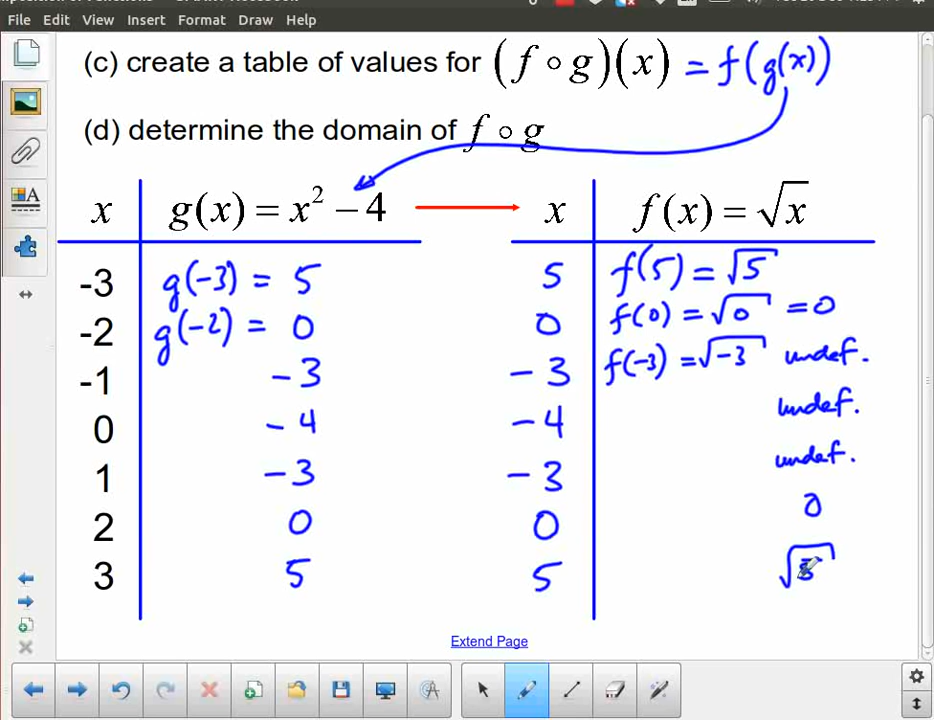 File Edit View Insert Format Draw Help
(c) create a table of values for (f ∘ g)(x) = f(g(x))
(d) determine the domain of f ∘ g
x g(x) = x² − 4 x f(x) = √x
-3 g(-3) = 5 5 f(5) = √5
-2 g(-2) = 0 0 f(0) = √0 = 0
-1 -3 -3 f(-3) = √-3 undef.
0 -4 -4 undef.
1 -3 -3 undef.
2 0 0 0
3 5 5 √5
Extend Page